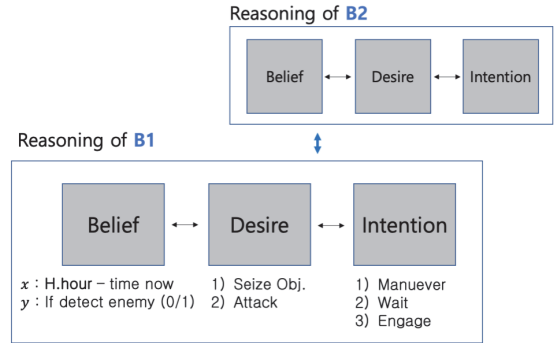 Reasoning of B2
Belief
Desire
Intention
Reasoning of B1
Belief
Desire
Intention
x : H.hour – time now
y : If detect enemy (0/1)
1) Seize Obj.
2) Attack
1) Manuever
2) Wait
3) Engage